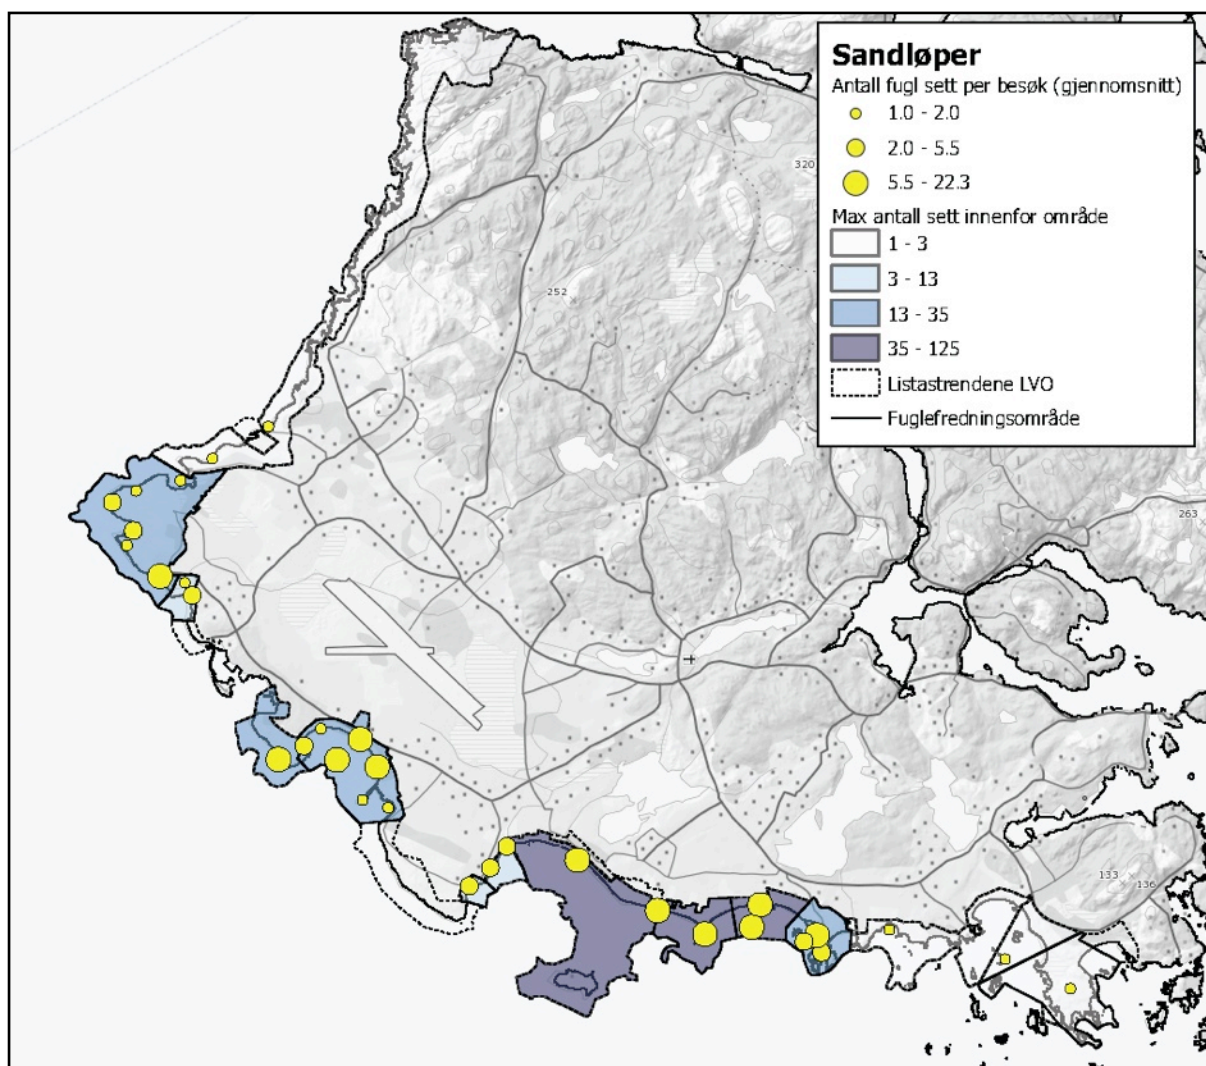 Sandløper
Antall fugl sett per besøk (gjennomsnitt)
1.0 - 2.0
2.0 - 5.5
5.5 - 22.3
Max antall sett innenfor område
1 - 3
3 - 13
13 - 35
35 - 125
Listastrendene LVO
Fuglefredningsområde
320
252
263
133
136